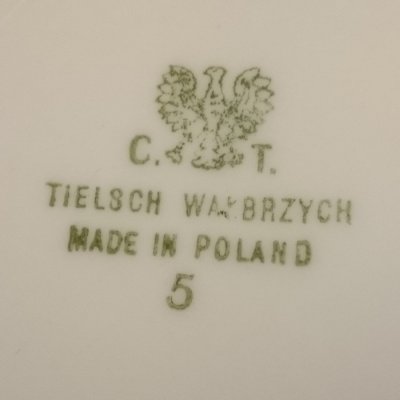 C. T.
TIELSCH WAŁBRZYCH
MADE IN POLAND
5